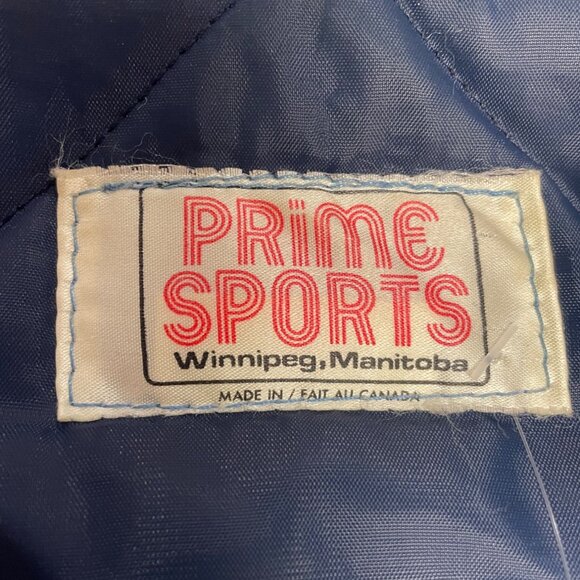 PRiME
SPORTS
Winnipeg, Manitoba
MADE IN / FAIT AU CANADA